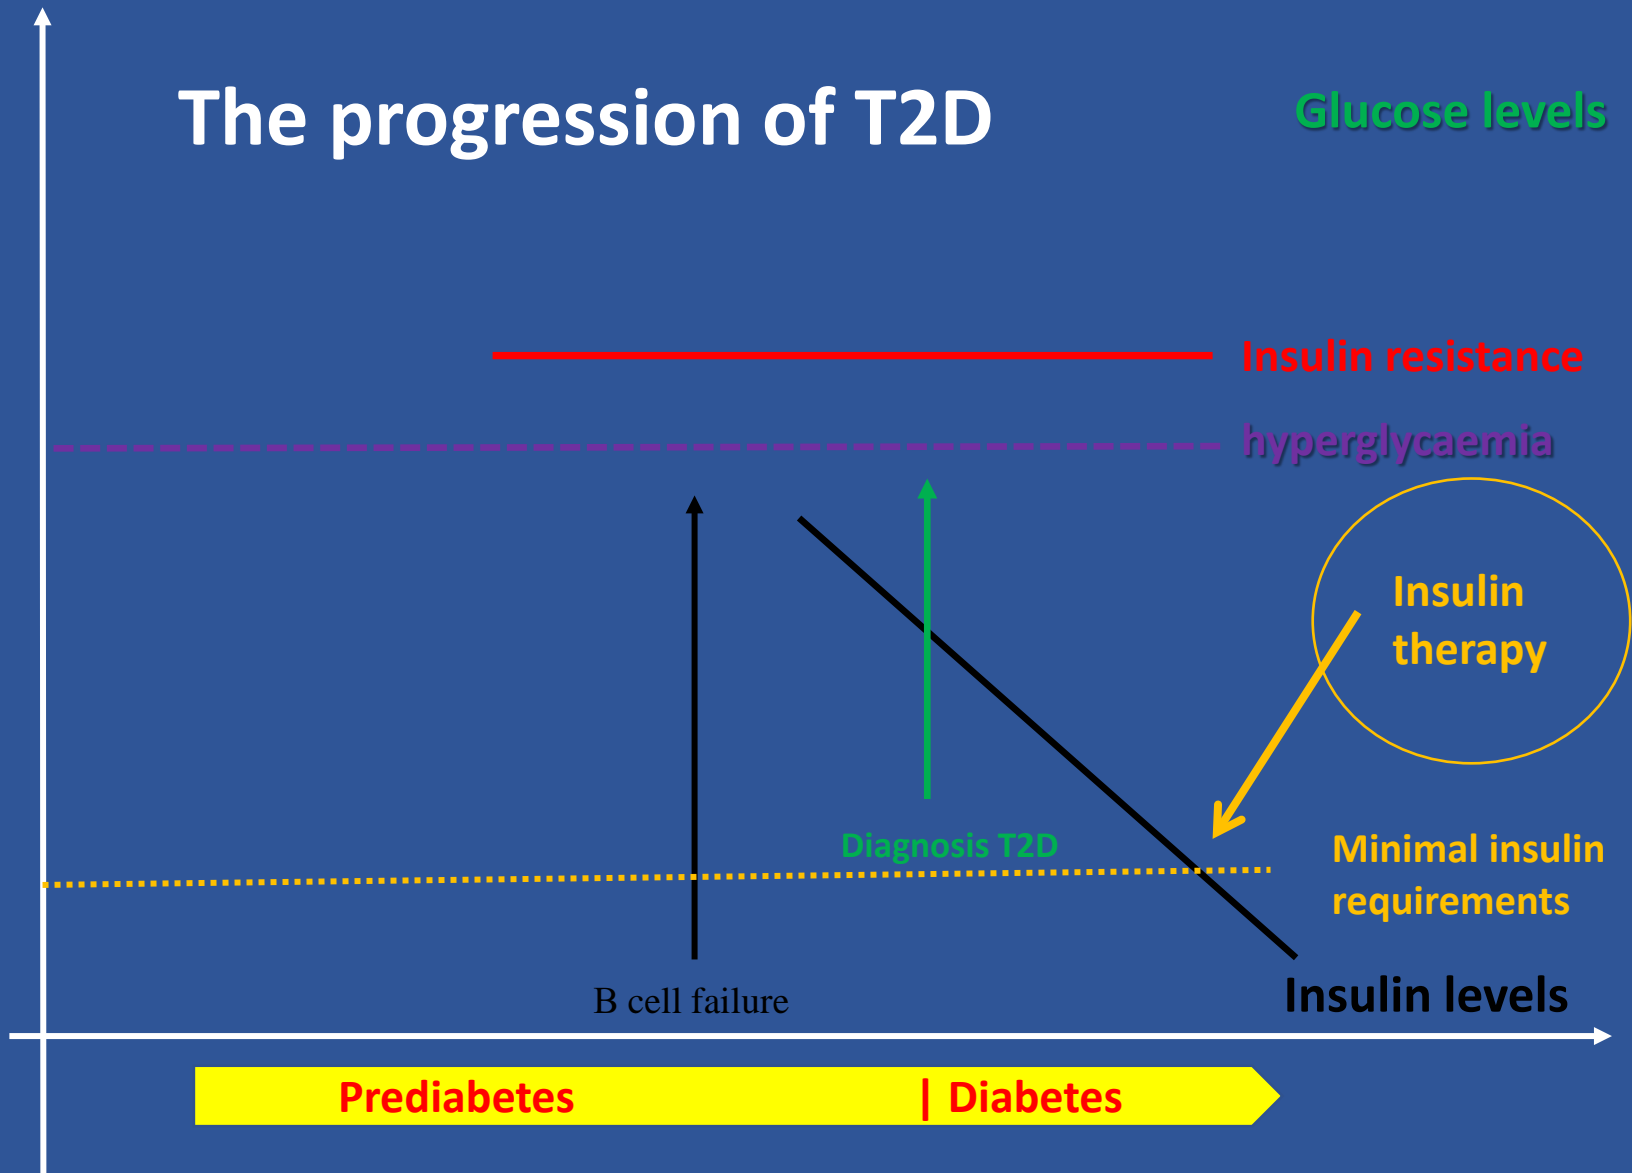 The progression of T2D
Glucose levels
Insulin resistance
hyperglycaemia
Insulin
therapy
Diagnosis T2D
Minimal insulin
requirements
B cell failure
Insulin levels
Prediabetes | Diabetes